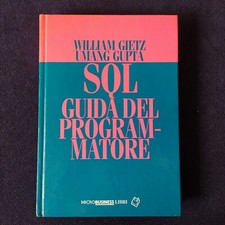 WILLIAM GIETZ
UMANG GUPTA
SQL
GUIDA DEL
PROGRAM-
MATORE
MICROBUSINESS LIBRI